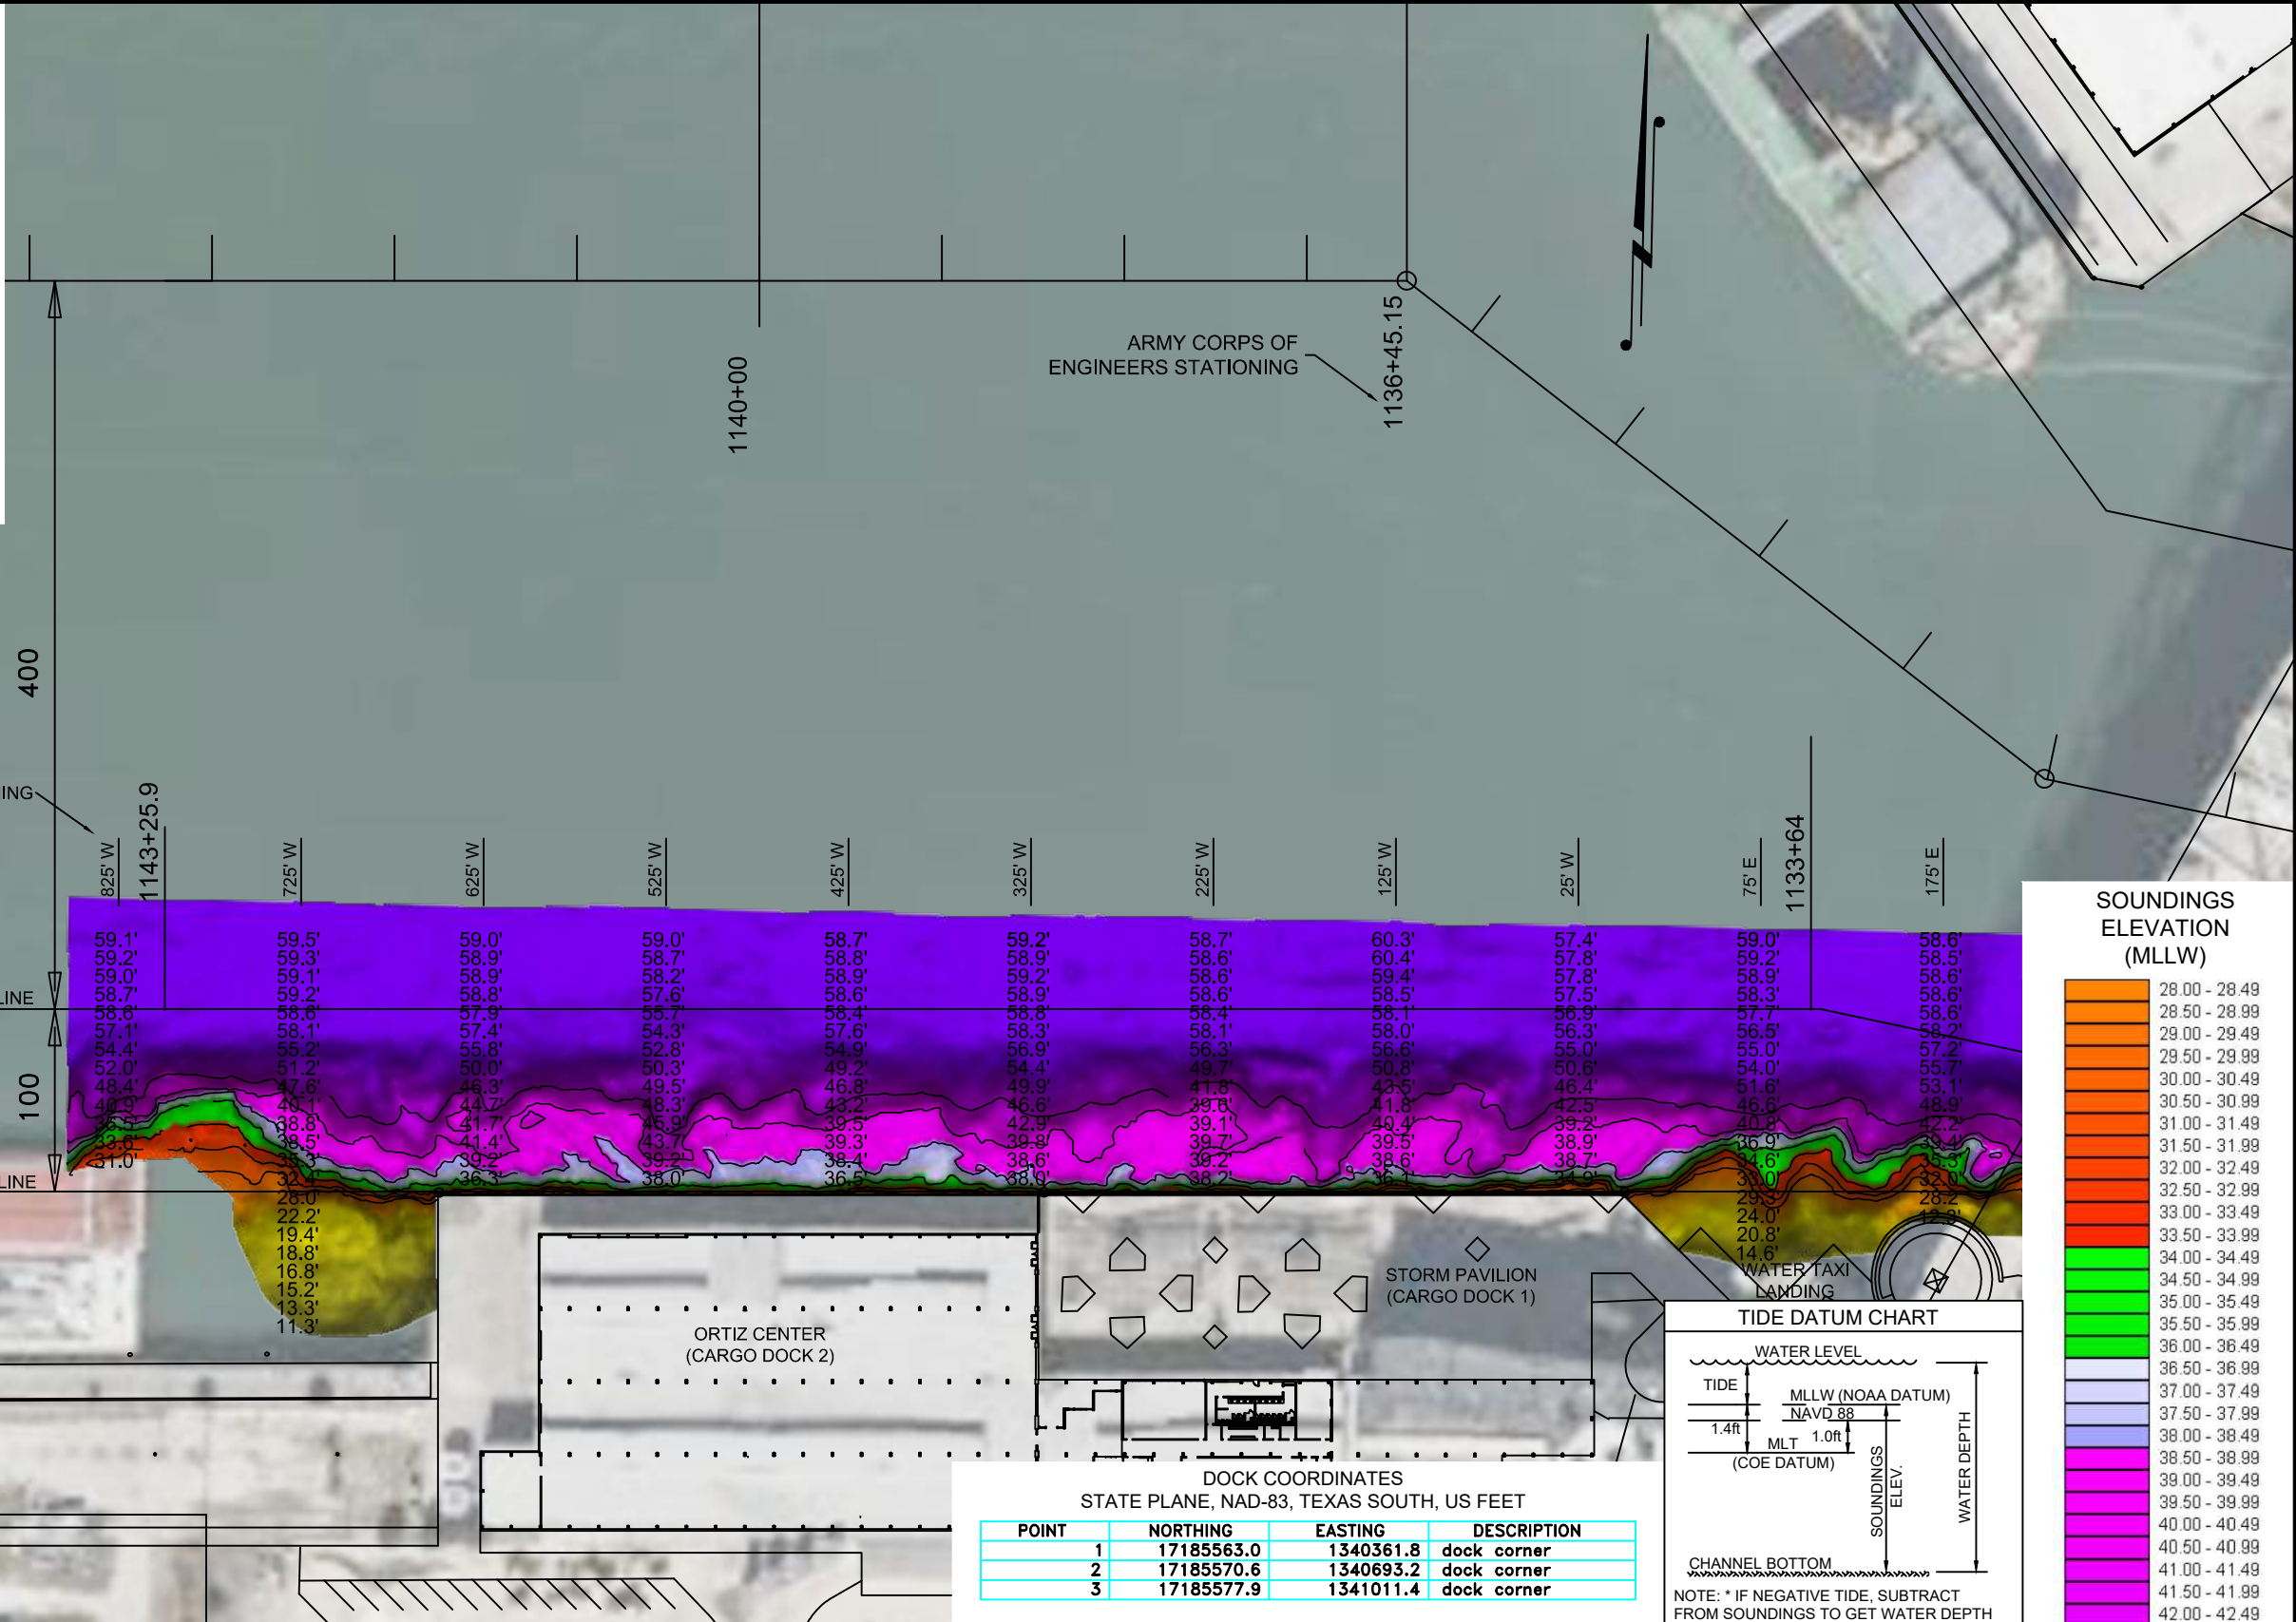 ARMY CORPS OF
ENGINEERS STATIONING
1136+45.15
1140+00
400
ING
1143+25.9
1133+64
825' W
725' W
625' W
525' W
425' W
325' W
225' W
125' W
25' W
75' E
175' E
59.1' 59.5' 59.0' 59.0' 58.7' 59.2' 58.7' 60.3' 57.4' 59.0' 58.6'
59.2' 59.3' 58.9' 58.7' 58.8' 58.9' 58.6' 60.4' 57.8' 59.2' 58.5'
59.0' 59.1' 58.9' 58.2' 58.9' 59.2' 58.6' 59.4' 57.8' 58.9' 58.6'
58.7' 59.2' 58.8' 57.6' 58.6' 58.9' 58.6' 58.5' 57.5' 58.3' 58.6'
LINE
58.6' 58.6' 57.9' 55.7' 58.4' 58.8' 58.4' 58.1' 56.9' 57.7' 58.6'
57.1' 58.1' 57.4' 54.3' 57.6' 58.3' 58.1' 58.0' 56.3' 56.5' 58.2'
54.4' 55.2' 55.8' 52.8' 54.9' 56.9' 56.3' 56.6' 55.0' 55.0' 57.2'
52.0' 51.2' 50.0' 50.3' 49.2' 54.4' 49.7' 50.8' 50.6' 54.0' 55.7'
100
48.4' 47.6' 46.3' 49.5' 46.8' 49.9' 41.8' 43.5' 46.4' 51.6' 53.1'
40.9' 40.1' 44.7' 48.3' 43.2' 46.6' 39.6' 41.8' 42.5' 46.6' 48.9'
36.5' 38.8' 41.7' 45.9' 39.5' 42.9' 39.1' 40.4' 39.2' 40.8' 42.2'
33.6' 38.5' 41.4' 43.7' 39.3' 39.8' 39.7' 39.5' 38.9' 36.9' 39.4'
31.0' 35.3' 39.2' 39.2' 38.4' 38.6' 39.2' 38.6' 38.7' 34.6' 35.3'
LINE
32.4' 36.3' 38.0' 36.5' 38.0' 38.2' 36.1' 34.9' 33.0' 32.0'
28.0' 29.3' 28.2'
22.2' 24.0' 12.3'
19.4' 20.8'
18.8' 14.6'
16.8'
15.2'
13.3'
11.3'
ORTIZ CENTER
(CARGO DOCK 2)
STORM PAVILION
(CARGO DOCK 1)
WATER TAXI
LANDING
DOCK COORDINATES
STATE PLANE, NAD-83, TEXAS SOUTH, US FEET
POINT NORTHING EASTING DESCRIPTION
1 17185563.0 1340361.8 dock corner
2 17185570.6 1340693.2 dock corner
3 17185577.9 1341011.4 dock corner
TIDE DATUM CHART
WATER LEVEL
TIDE
MLLW (NOAA DATUM)
NAVD 88
1.4ft
1.0ft
MLT
(COE DATUM)
SOUNDINGS
ELEV.
WATER DEPTH
CHANNEL BOTTOM
NOTE: * IF NEGATIVE TIDE, SUBTRACT
FROM SOUNDINGS TO GET WATER DEPTH
SOUNDINGS
ELEVATION
(MLLW)
28.00 - 28.49
28.50 - 28.99
29.00 - 29.49
29.50 - 29.99
30.00 - 30.49
30.50 - 30.99
31.00 - 31.49
31.50 - 31.99
32.00 - 32.49
32.50 - 32.99
33.00 - 33.49
33.50 - 33.99
34.00 - 34.49
34.50 - 34.99
35.00 - 35.49
35.50 - 35.99
36.00 - 36.49
36.50 - 36.99
37.00 - 37.49
37.50 - 37.99
38.00 - 38.49
38.50 - 38.99
39.00 - 39.49
39.50 - 39.99
40.00 - 40.49
40.50 - 40.99
41.00 - 41.49
41.50 - 41.99
42.00 - 42.49